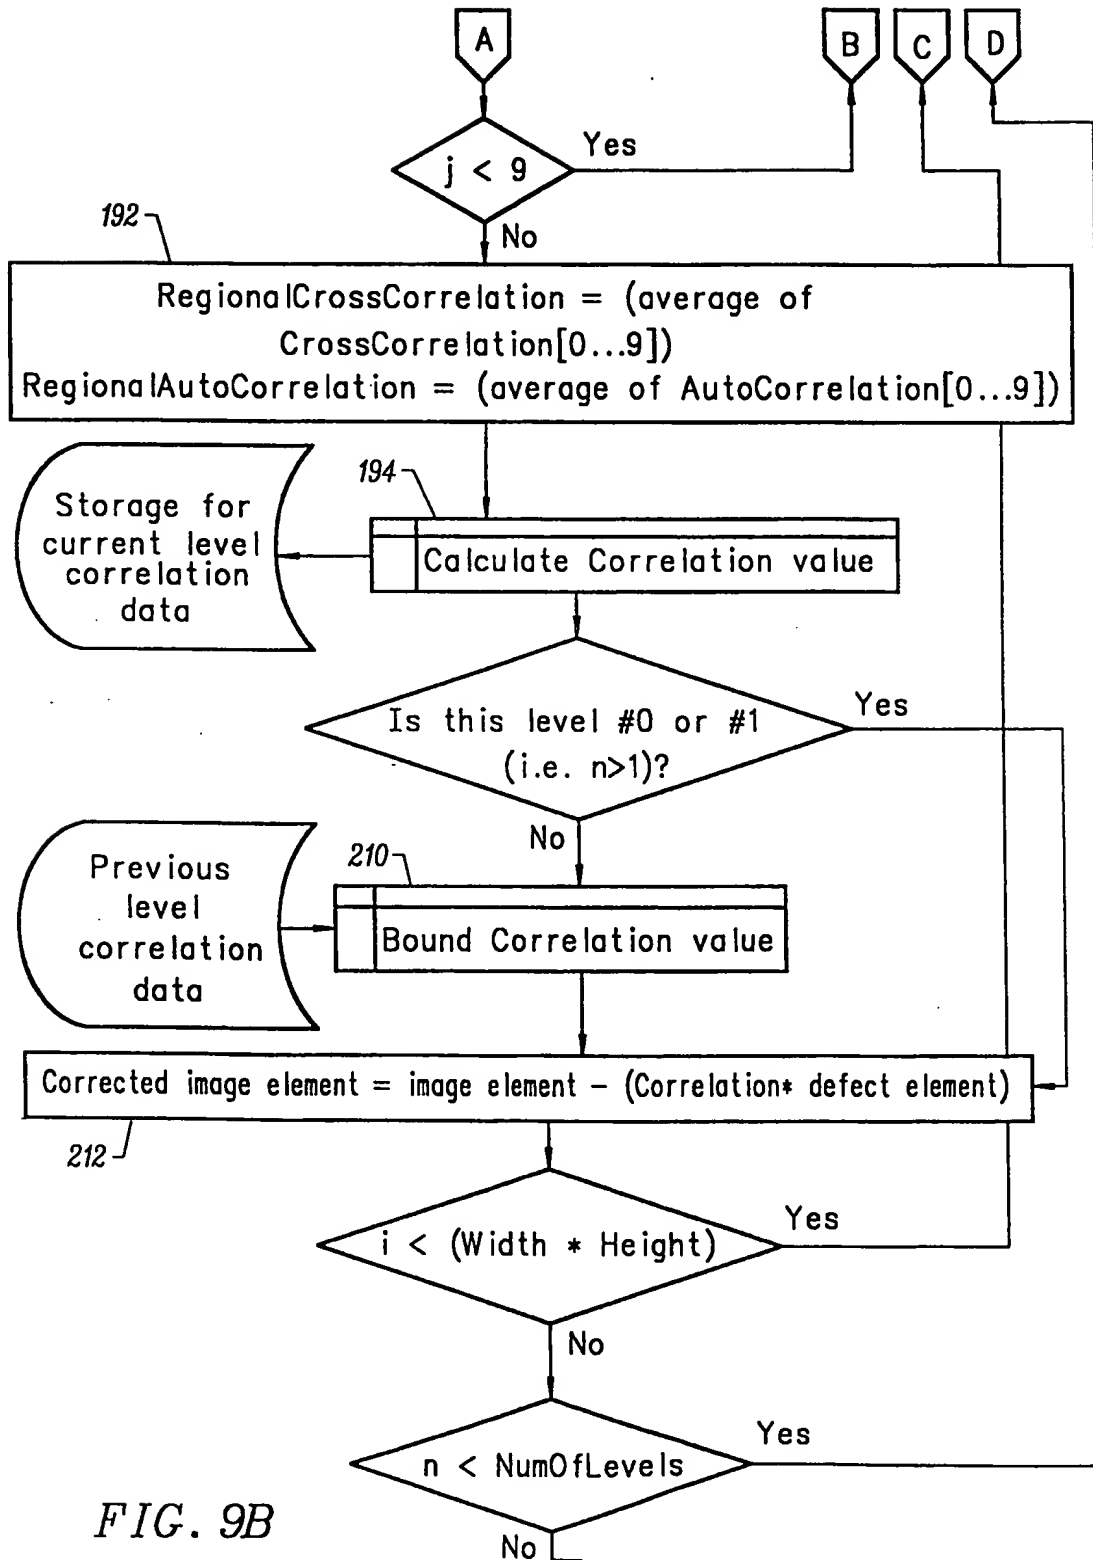 A
B
C
D
j < 9
Yes
No
192
RegionalCrossCorrelation = (average of
CrossCorrelation[0...9])
RegionalAutoCorrelation = (average of AutoCorrelation[0...9])
Storage for
current level
correlation
data
194
Calculate Correlation value
Is this level #0 or #1
(i.e. n>1)?
Yes
No
Previous
level
correlation
data
210
Bound Correlation value
Corrected image element = image element - (Correlation* defect element)
212
i < (Width * Height)
Yes
No
n < NumOfLevels
Yes
No
FIG. 9B